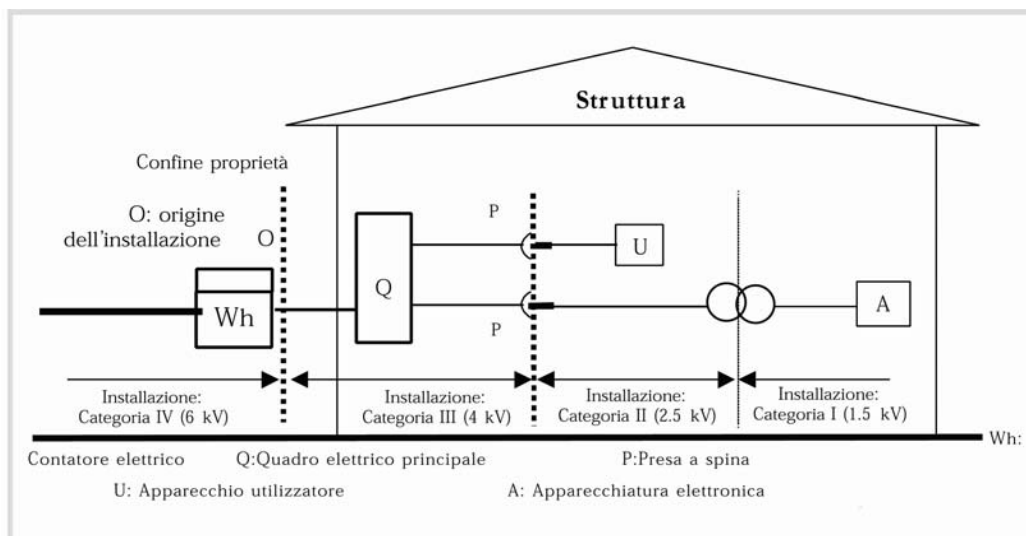 Struttura
Confine proprietà
O: origine
dell'installazione
O
P
U
Q
Wh
P
A
Installazione:
Categoria IV (6 kV)
Installazione:
Categoria III (4 kV)
Installazione:
Categoria II (2.5 kV)
Installazione:
Categoria I (1.5 kV)
Wh:
Contatore elettrico
Q:Quadro elettrico principale
P:Presa a spina
U: Apparecchio utilizzatore
A: Apparecchiatura elettronica